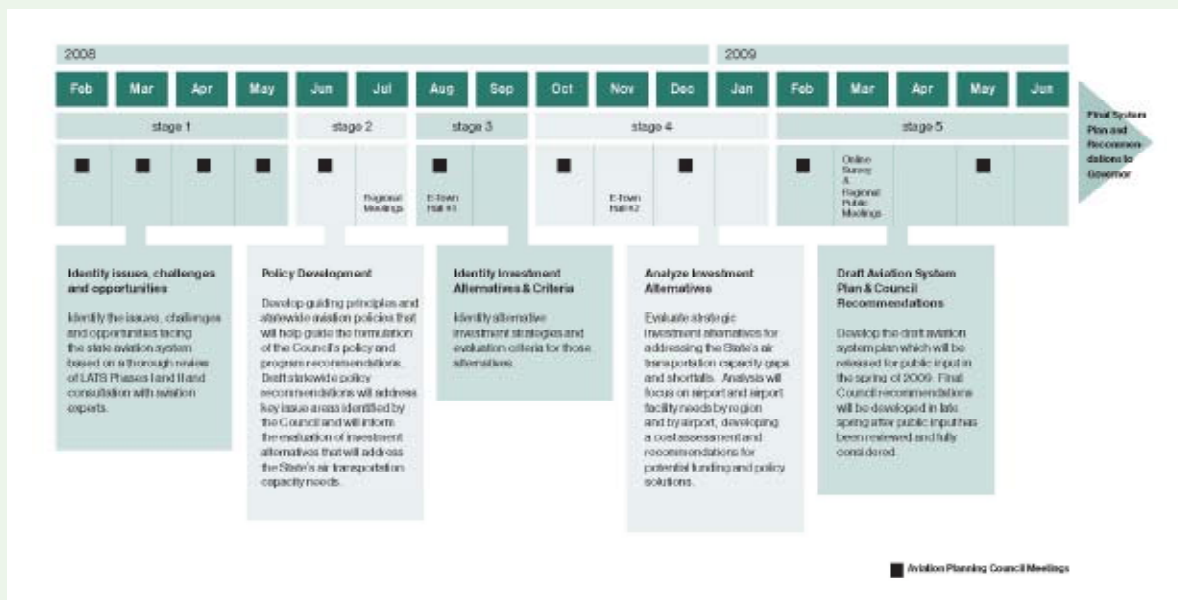 2008
2009
Feb Mar Apr May Jun Jul Aug Sep Oct Nov Dec Jan Feb Mar Apr May Jun
stage 1
stage 2
stage 3
stage 4
stage 5
Final System
Plan and
Recommen-
dations to
Governor
Regional
Meetings
E-Town
Hall #1
E-Town
Hall #2
Online
Survey
&
Regional
Public
Meetings
Identify issues, challenges
and opportunities
Identify the issues, challenges
and opportunities facing
the state aviation system
based on a thorough review
of LATS Phases I and II and
consultation with aviation
experts.
Policy Development
Develop guiding principles and
statewide aviation policies that
will help guide the formulation
of the Council's policy and
program recommendations.
Draft statewide policy
recommendations will address
key issue areas identified by
the Council and will inform
the evaluation of investment
alternatives that will address
the State's air transportation
capacity needs.
Identify Investment
Alternatives & Criteria
Identify alternative
investment strategies and
evaluation criteria for those
alternatives.
Analyze Investment
Alternatives
Evaluate strategic
investment alternatives for
addressing the State's air
transportation capacity gaps
and shortfalls. Analysis will
focus on airport and airport
facility needs by region
and by airport, developing
a cost assessment and
recommendations for
potential funding and policy
solutions.
Draft Aviation System
Plan & Council
Recommendations
Develop the draft aviation
system plan which will be
released for public input in
the spring of 2009. Final
Council recommendations
will be developed in late
spring after public input has
been reviewed and fully
considered.
Aviation Planning Council Meetings